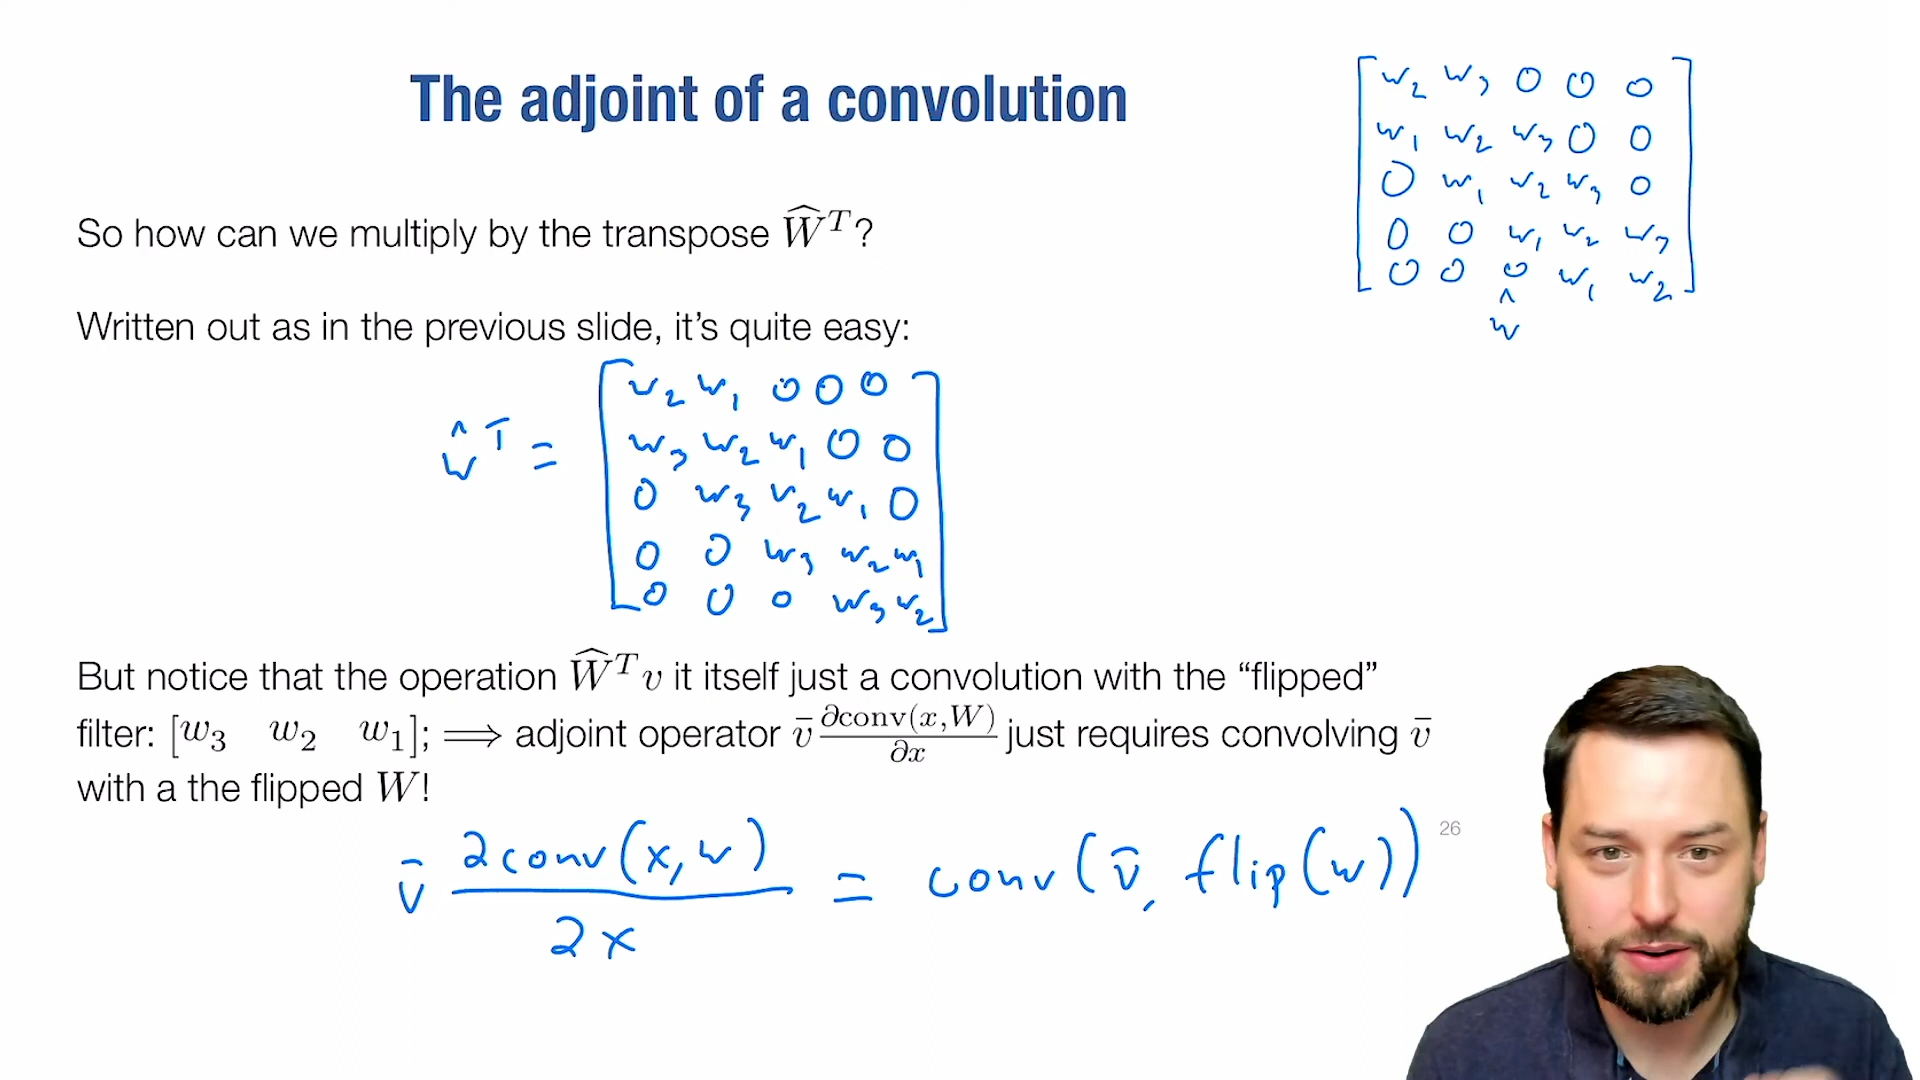 The adjoint of a convolution
w₂ w₃ 0 0 0
w₁ w₂ w₃ 0 0
0 w₁ w₂ w₃ 0
0 0 w₁ w₂ w₃
0 0 0 w₁ w₂
ŵ
So how can we multiply by the transpose Ŵᵀ?
Written out as in the previous slide, it's quite easy:
ŵᵀ =
w₂ w₁ 0 0 0
w₃ w₂ w₁ 0 0
0 w₃ w₂ w₁ 0
0 0 w₃ w₂ w₁
0 0 0 w₃ w₂
But notice that the operation Ŵᵀv it itself just a convolution with the “flipped”
filter: [w₃ w₂ w₁]; ⟹ adjoint operator v̄ ∂conv(x,W)/∂x just requires convolving v̄
with a the flipped W!
v̄ ∂conv(x,w)/∂x = conv(v̄, flip(w))
26